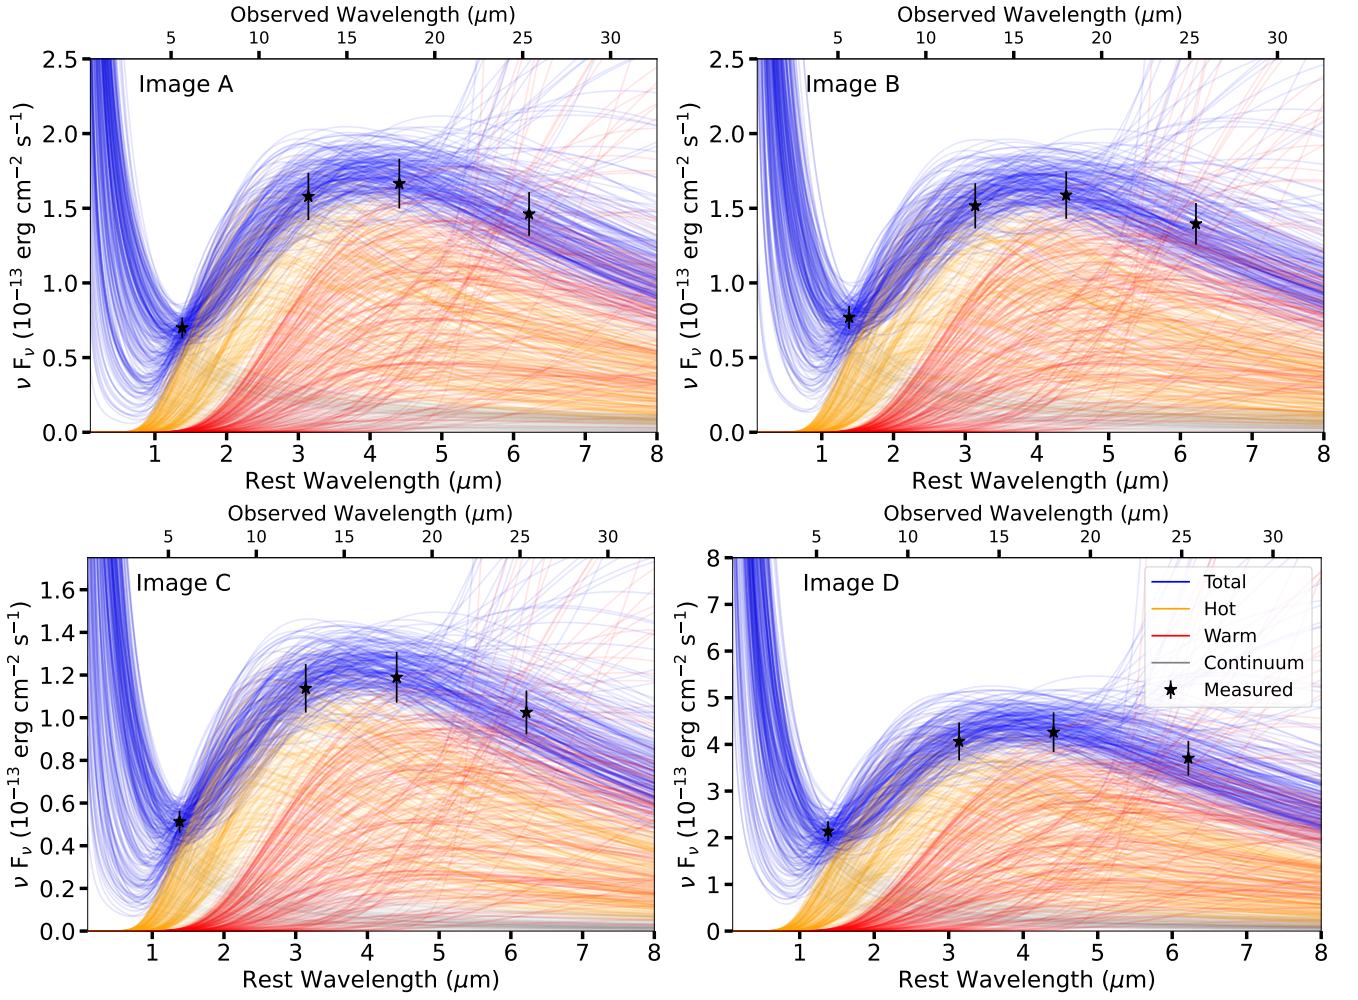 Observed Wavelength (μm)
5 10 15 20 25 30
Image A
2.5
2.0
1.5
1.0
0.5
0.0
ν Fν (10⁻¹³ erg cm⁻² s⁻¹)
1 2 3 4 5 6 7 8
Rest Wavelength (μm)
Observed Wavelength (μm)
5 10 15 20 25 30
Image B
2.5
2.0
1.5
1.0
0.5
0.0
ν Fν (10⁻¹³ erg cm⁻² s⁻¹)
1 2 3 4 5 6 7 8
Rest Wavelength (μm)
Observed Wavelength (μm)
5 10 15 20 25 30
Image C
1.6
1.4
1.2
1.0
0.8
0.6
0.4
0.2
0.0
ν Fν (10⁻¹³ erg cm⁻² s⁻¹)
1 2 3 4 5 6 7 8
Rest Wavelength (μm)
Observed Wavelength (μm)
5 10 15 20 25 30
Image D
Total
Hot
Warm
Continuum
Measured
8
7
6
5
4
3
2
1
0
ν Fν (10⁻¹³ erg cm⁻² s⁻¹)
1 2 3 4 5 6 7 8
Rest Wavelength (μm)